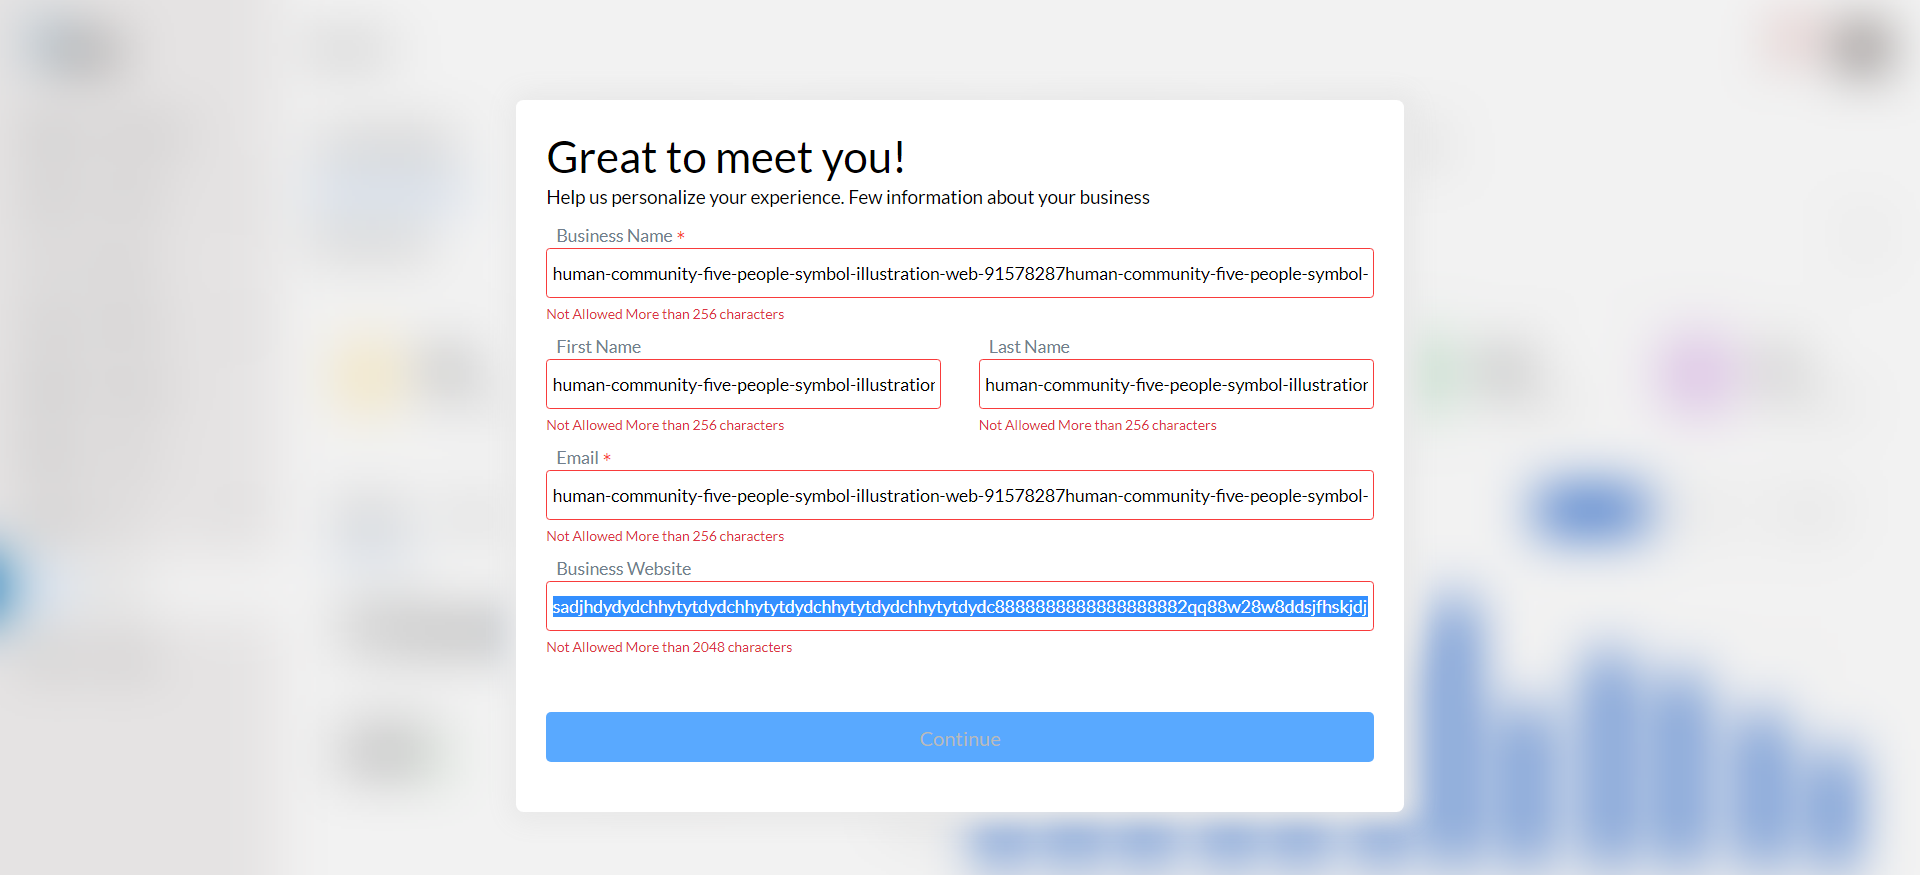 Great to meet you!
Help us personalize your experience. Few information about your business
Business Name *
human-community-five-people-symbol-illustration-web-91578287human-community-five-people-symbol-
Not Allowed More than 256 characters
First Name
human-community-five-people-symbol-illustration
Not Allowed More than 256 characters
Last Name
human-community-five-people-symbol-illustration
Not Allowed More than 256 characters
Email *
human-community-five-people-symbol-illustration-web-91578287human-community-five-people-symbol-
Not Allowed More than 256 characters
Business Website
sadjhdydydchhytytdydchhytytdydchhytytdydchhytytdydc8888888888888888882qq88w28w8ddsjfhskjdj
Not Allowed More than 2048 characters
Continue